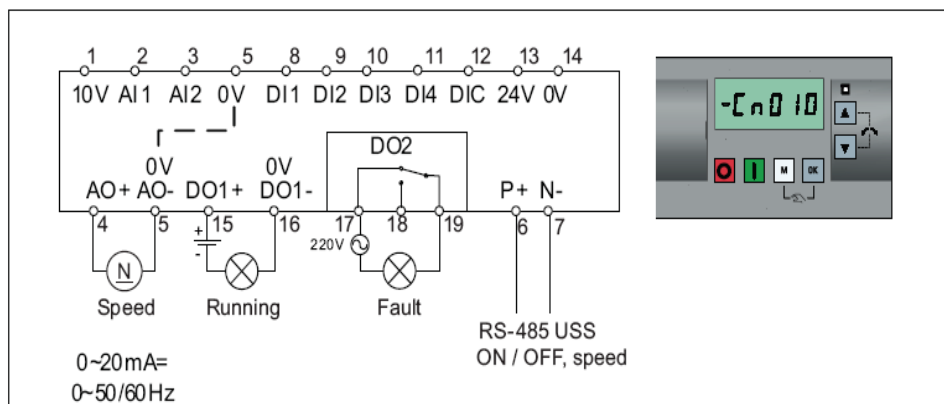 1 2 3 5 8 9 10 11 12 13 14
10V AI1 AI2 0V DI1 DI2 DI3 DI4 DIC 24V 0V
-Cn010
DO2
0V 0V
AO+ AO- DO1+ DO1- P+ N-
4 5 15 16 17 18 19 6 7
+
-
220V
N
M OK
Speed Running Fault
RS-485 USS
ON / OFF, speed
0~20mA=
0~50/60Hz